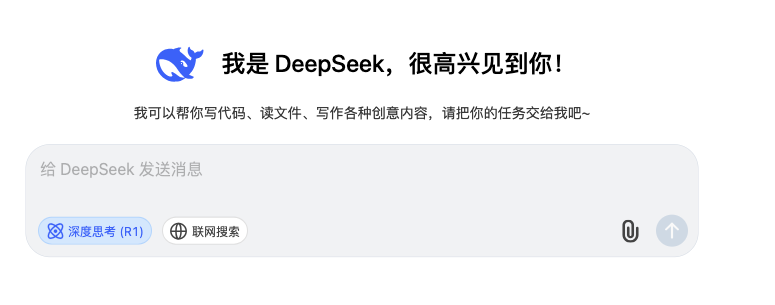 我是 DeepSeek，很高兴见到你！
我可以帮你写代码、读文件、写作各种创意内容，请把你的任务交给我吧~
给 DeepSeek 发送消息
深度思考 (R1) 联网搜索